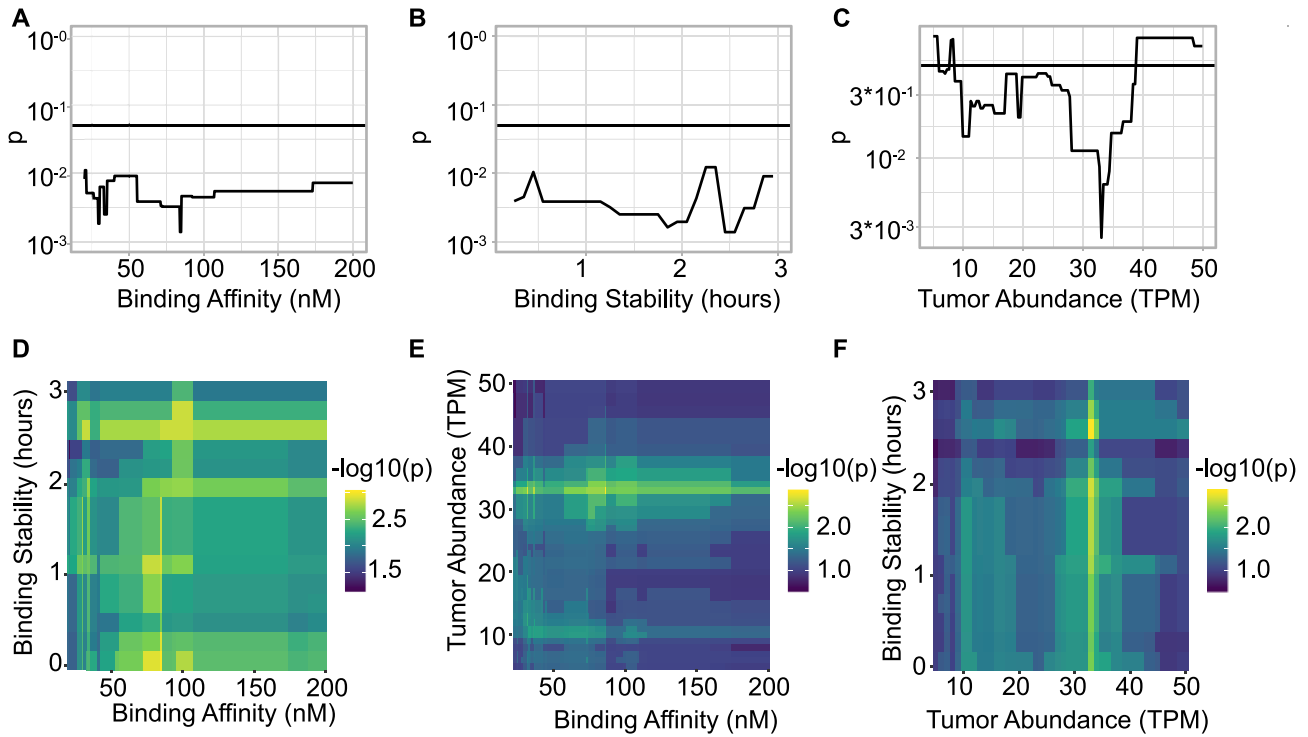 A
B
C
p
10⁻⁰
10⁻¹
10⁻²
10⁻³
50
100
150
200
Binding Affinity (nM)
p
10⁻⁰
10⁻¹
10⁻²
10⁻³
1
2
3
Binding Stability (hours)
p
3*10⁻¹
10⁻²
3*10⁻³
10
20
30
40
50
Tumor Abundance (TPM)
D
E
F
Binding Stability (hours)
3
2
1
0
50
100
150
200
Binding Affinity (nM)
-log10(p)
2.5
1.5
Tumor Abundance (TPM)
50
40
30
20
10
50
100
150
200
Binding Affinity (nM)
-log10(p)
2.0
1.0
Binding Stability (hours)
3
2
1
0
10
20
30
40
50
Tumor Abundance (TPM)
-log10(p)
2.0
1.0